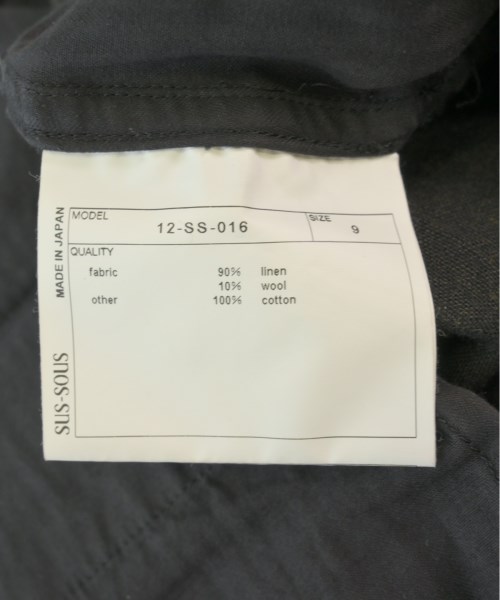 MODEL 12-SS-016 SIZE 9
QUALITY
fabric 90% linen
10% wool
other 100% cotton
MADE IN JAPAN
SUS-SOUS